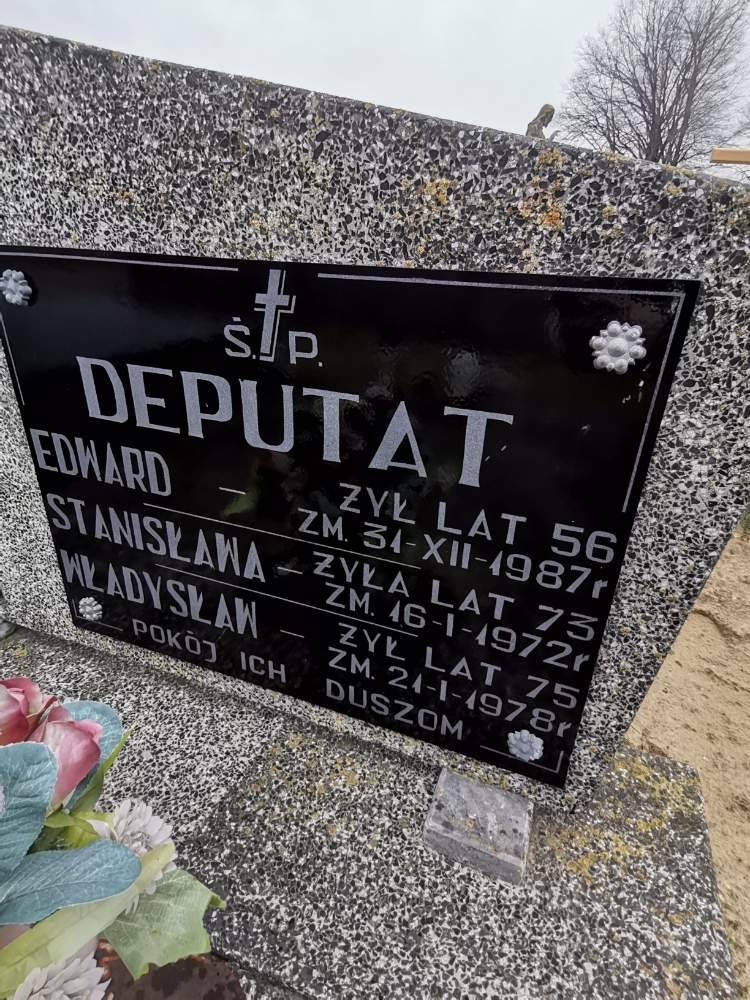 Ś. P.
DEPUTAT
EDWARD – ŻYŁ LAT 56
ZM. 31-XII-1987r
STANISŁAWA – ŻYŁA LAT 73
ZM. 16-I-1972r
WŁADYSŁAW – ŻYŁ LAT 75
ZM. 21-I-1978r
POKÓJ ICH DUSZOM